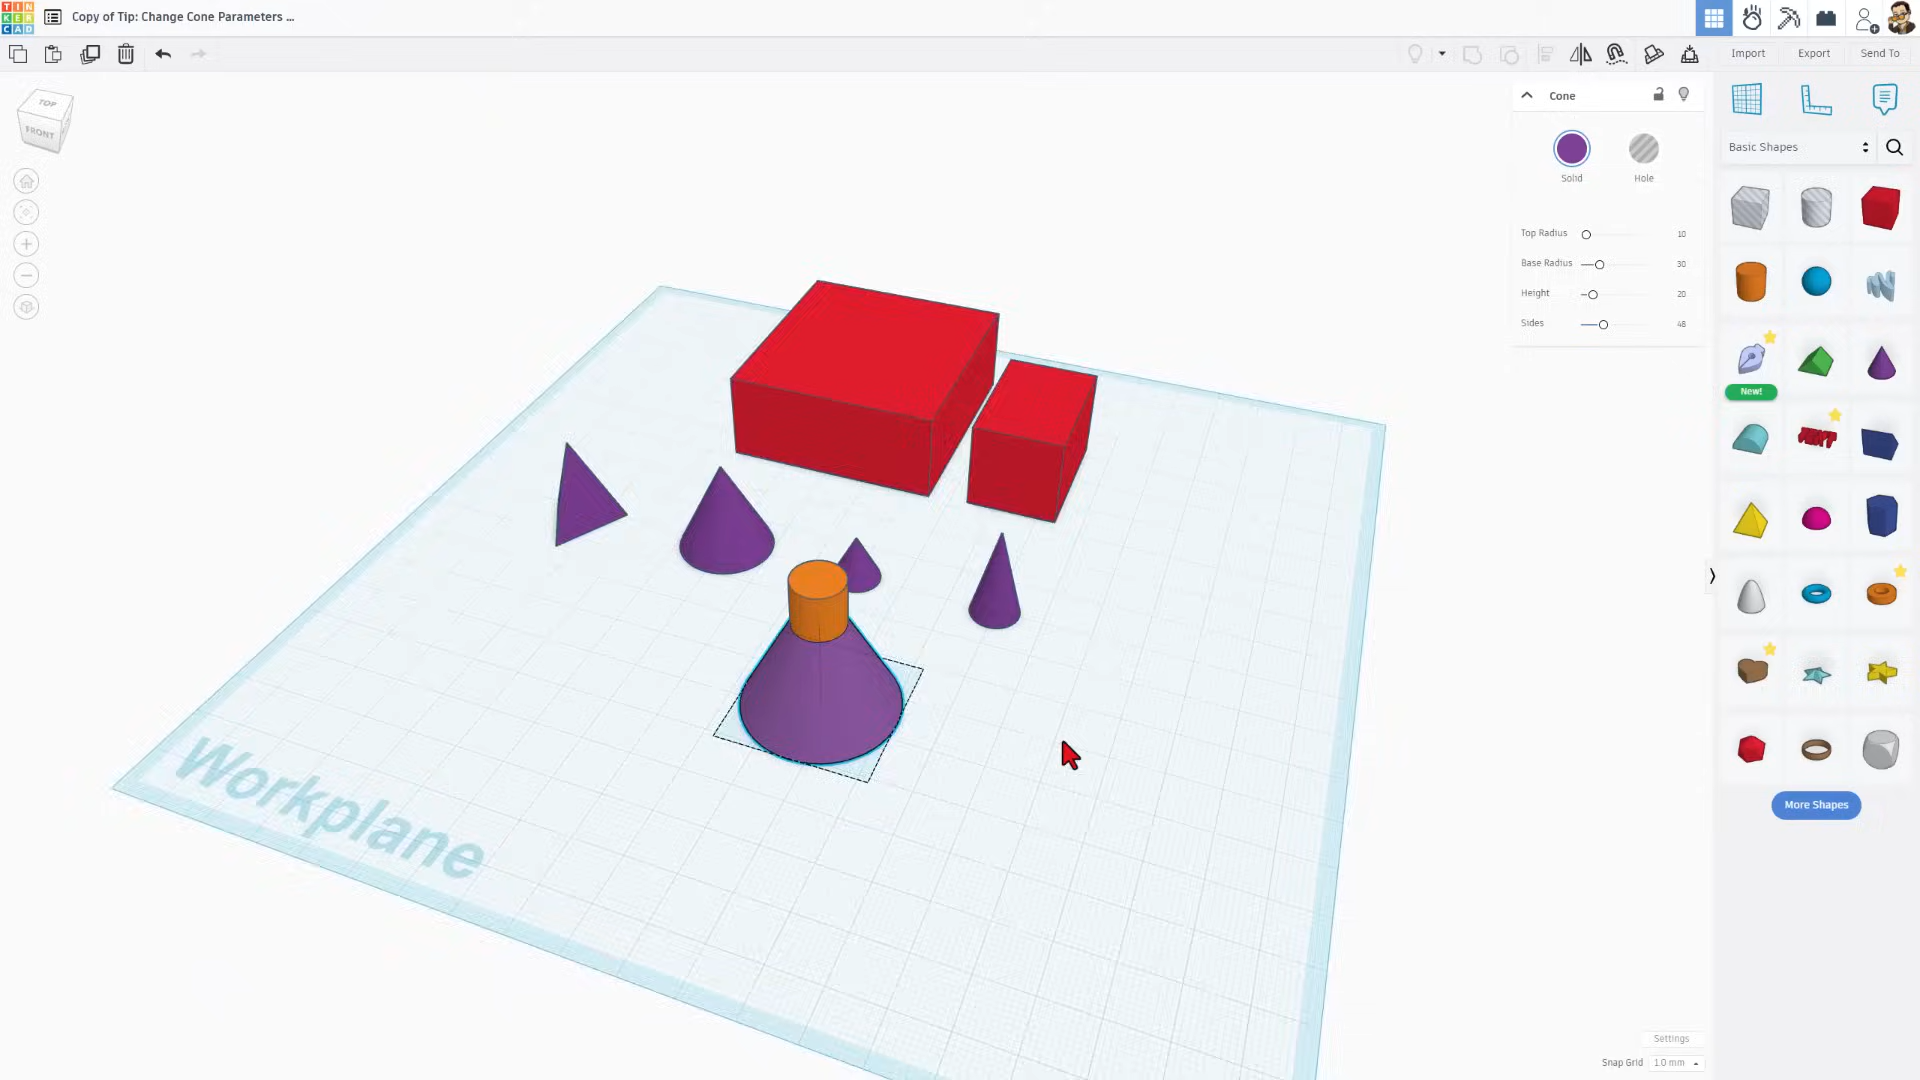 TIN
KER
CAD
Copy of Tip: Change Cone Parameters ...
Import
Export
Send To
TOP
FRONT
Cone
Solid
Hole
Top Radius 10
Base Radius 30
Height 20
Sides 48
Basic Shapes
New!
More Shapes
Workplane
Settings
Snap Grid 1.0 mm